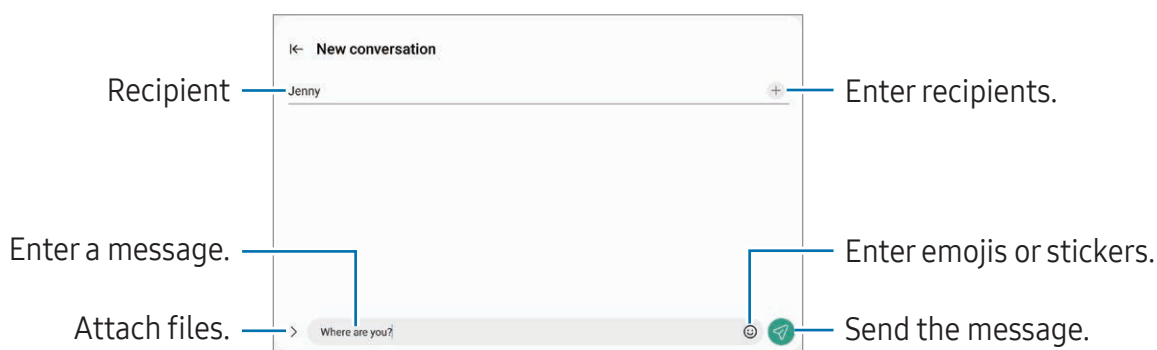 New conversation
Recipient
Jenny
Enter recipients.
Enter a message.
Enter emojis or stickers.
Attach files.
Where are you?
Send the message.